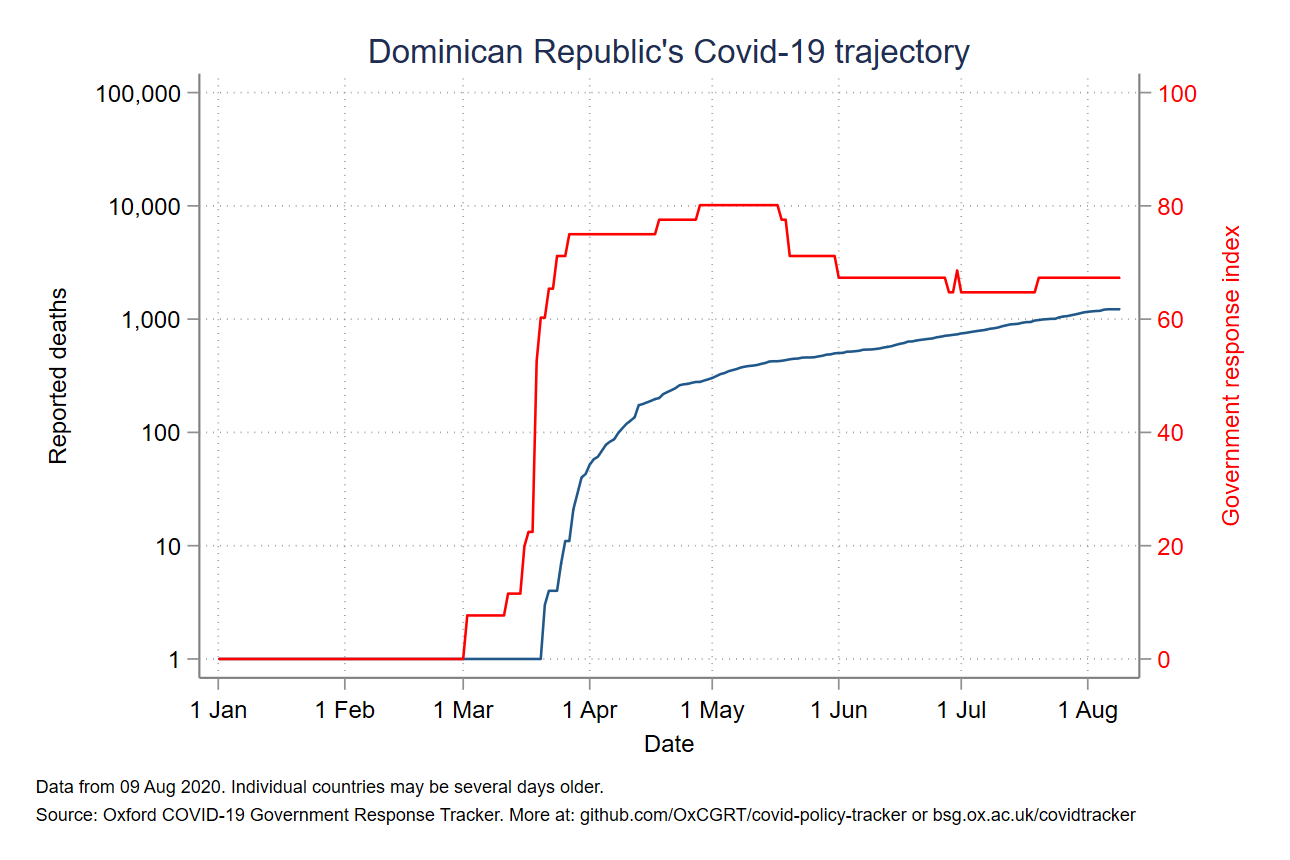 Dominican Republic's Covid-19 trajectory
100,000
10,000
1,000
100
10
1
Reported deaths
100
80
60
40
20
0
Government response index
1 Jan 1 Feb 1 Mar 1 Apr 1 May 1 Jun 1 Jul 1 Aug
Date
Data from 09 Aug 2020. Individual countries may be several days older.
Source: Oxford COVID-19 Government Response Tracker. More at: github.com/OxCGRT/covid-policy-tracker or bsg.ox.ac.uk/covidtracker